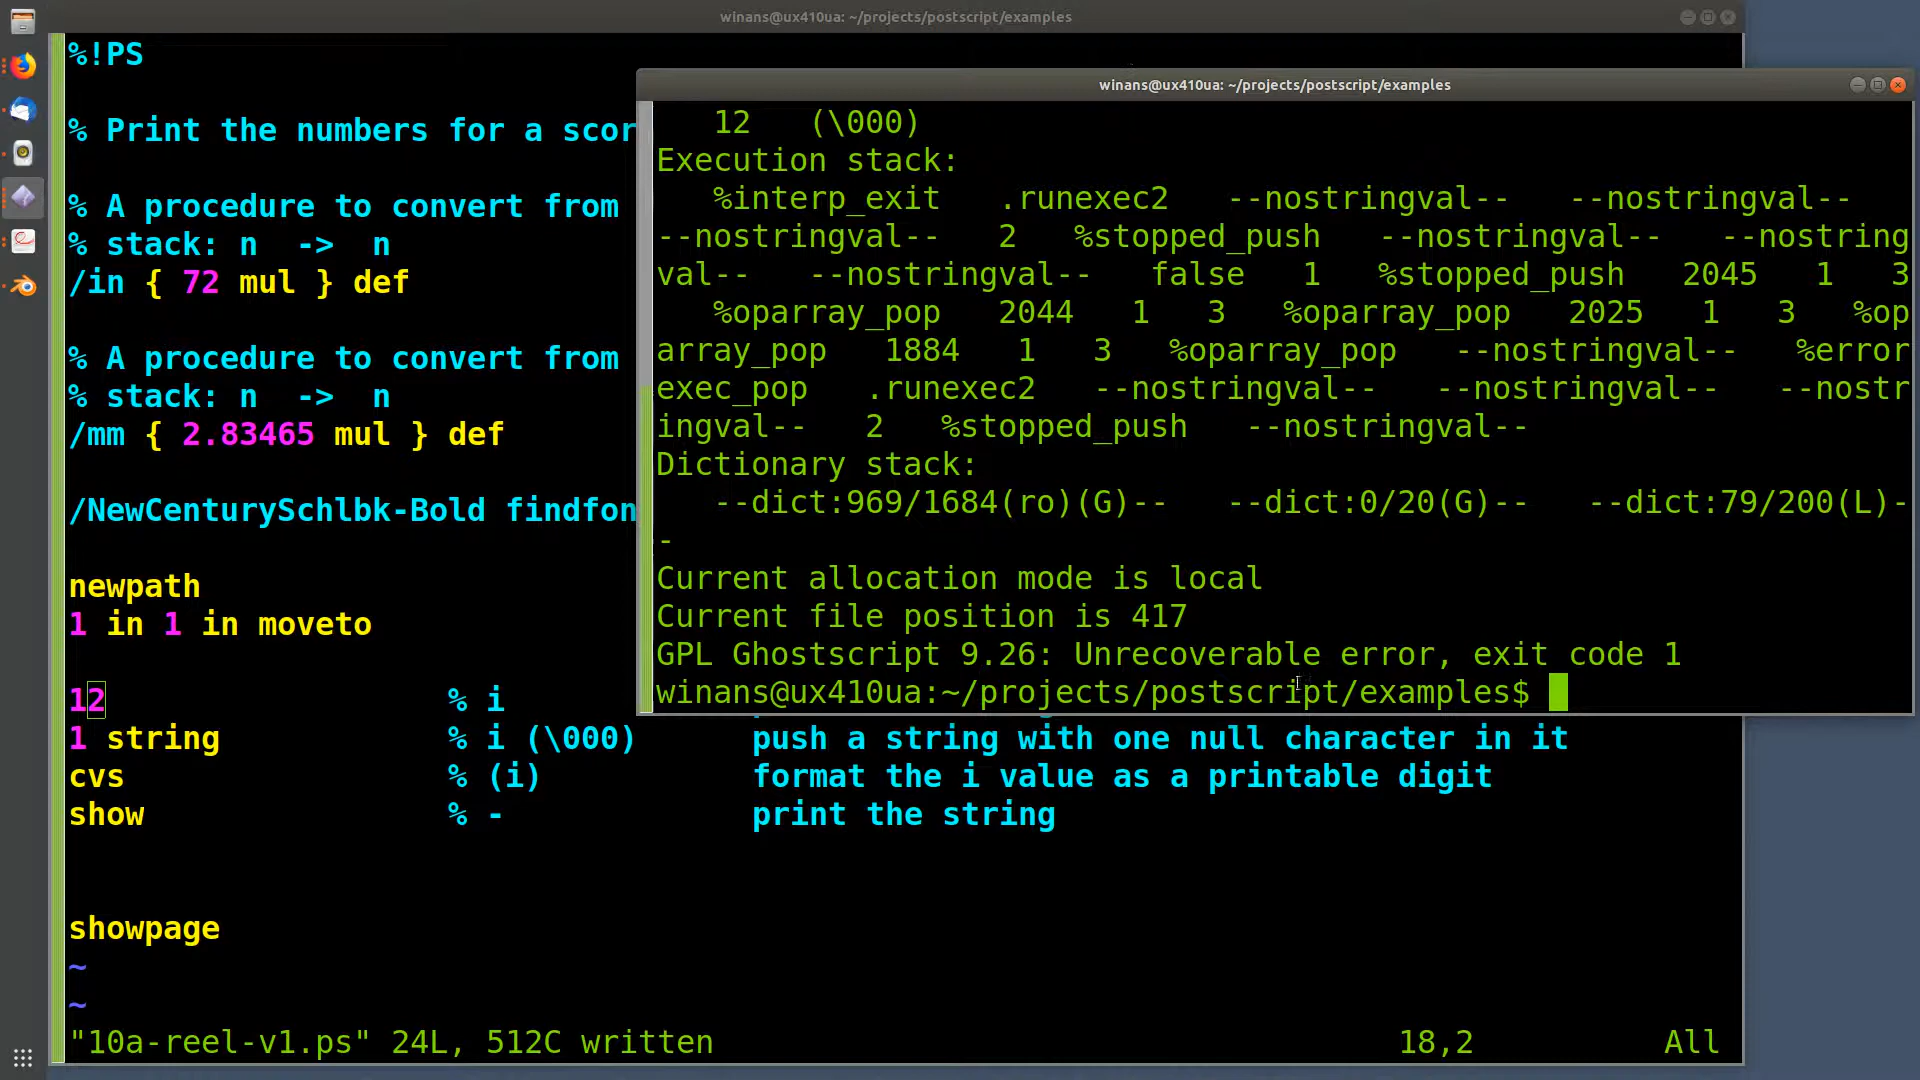 winans@ux410ua: ~/projects/postscript/examples
%!PS
% Print the numbers for a scor
% A procedure to convert from
% stack: n  ->  n
/in { 72 mul } def
% A procedure to convert from
% stack: n  ->  n
/mm { 2.83465 mul } def
/NewCenturySchlbk-Bold findfon
newpath
1 in 1 in moveto
12                  % i
1 string            % i (\000)      push a string with one null character in it
cvs                 % (i)           format the i value as a printable digit
show                % -             print the string
showpage
~
~
"10a-reel-v1.ps" 24L, 512C written                                    18,2          All
winans@ux410ua: ~/projects/postscript/examples
   12   (\000)
Execution stack:
   %interp_exit   .runexec2   --nostringval--   --nostringval--
--nostringval--   2   %stopped_push   --nostringval--   --nostring
val--   --nostringval--   false   1   %stopped_push   2045   1   3
   %oparray_pop   2044   1   3   %oparray_pop   2025   1   3   %op
array_pop   1884   1   3   %oparray_pop   --nostringval--   %error
exec_pop   .runexec2   --nostringval--   --nostringval--   --nostr
ingval--   2   %stopped_push   --nostringval--
Dictionary stack:
   --dict:969/1684(ro)(G)--   --dict:0/20(G)--   --dict:79/200(L)-
-
Current allocation mode is local
Current file position is 417
GPL Ghostscript 9.26: Unrecoverable error, exit code 1
winans@ux410ua:~/projects/postscript/examples$